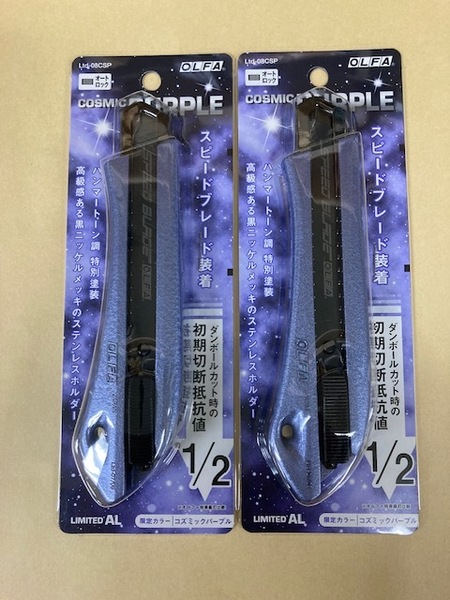 Ltd-08CSP
OLFA
オートロック
COSMIC PURPLE
スピードブレード装着
ハンマートーン調 特別塗装
高級感ある黒ニッケルメッキのステンレスホルダー
SPEED BLADE OLFA
OLFA
ダンボールカット時の
初期切断抵抗値
1/2
LIMITED AL
限定カラー コズミックパープル
Ltd-08CSP
OLFA
オートロック
COSMIC PURPLE
スピードブレード装着
ハンマートーン調 特別塗装
高級感ある黒ニッケルメッキのステンレスホルダー
SPEED BLADE OLFA
OLFA
ダンボールカット時の
初期切断抵抗値
1/2
LIMITED AL
限定カラー コズミックパープル